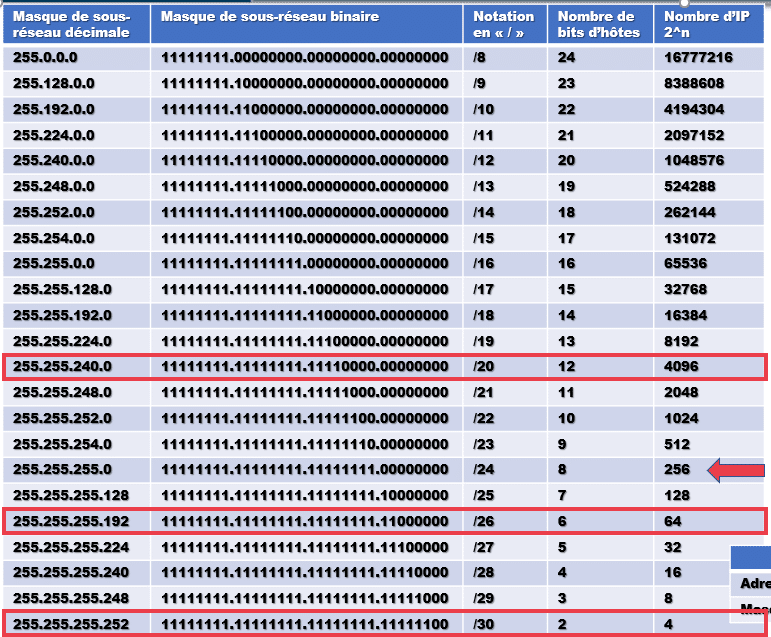 Masque de sous-réseau décimale | Masque de sous-réseau binaire | Notation en « / » | Nombre de bits d’hôtes | Nombre d’IP 2^n
255.0.0.0 | 11111111.00000000.00000000.00000000 | /8 | 24 | 16777216
255.128.0.0 | 11111111.10000000.00000000.00000000 | /9 | 23 | 8388608
255.192.0.0 | 11111111.11000000.00000000.00000000 | /10 | 22 | 4194304
255.224.0.0 | 11111111.11100000.00000000.00000000 | /11 | 21 | 2097152
255.240.0.0 | 11111111.11110000.00000000.00000000 | /12 | 20 | 1048576
255.248.0.0 | 11111111.11111000.00000000.00000000 | /13 | 19 | 524288
255.252.0.0 | 11111111.11111100.00000000.00000000 | /14 | 18 | 262144
255.254.0.0 | 11111111.11111110.00000000.00000000 | /15 | 17 | 131072
255.255.0.0 | 11111111.11111111.00000000.00000000 | /16 | 16 | 65536
255.255.128.0 | 11111111.11111111.10000000.00000000 | /17 | 15 | 32768
255.255.192.0 | 11111111.11111111.11000000.00000000 | /18 | 14 | 16384
255.255.224.0 | 11111111.11111111.11100000.00000000 | /19 | 13 | 8192
255.255.240.0 | 11111111.11111111.11110000.00000000 | /20 | 12 | 4096
255.255.248.0 | 11111111.11111111.11111000.00000000 | /21 | 11 | 2048
255.255.252.0 | 11111111.11111111.11111100.00000000 | /22 | 10 | 1024
255.255.254.0 | 11111111.11111111.11111110.00000000 | /23 | 9 | 512
255.255.255.0 | 11111111.11111111.11111111.00000000 | /24 | 8 | 256
255.255.255.128 | 11111111.11111111.11111111.10000000 | /25 | 7 | 128
255.255.255.192 | 11111111.11111111.11111111.11000000 | /26 | 6 | 64
255.255.255.224 | 11111111.11111111.11111111.11100000 | /27 | 5 | 32
255.255.255.240 | 11111111.11111111.11111111.11110000 | /28 | 4 | 16
Adre
255.255.255.248 | 11111111.11111111.11111111.11111000 | /29 | 3 | 8
255.255.255.252 | 11111111.11111111.11111111.11111100 | /30 | 2 | 4